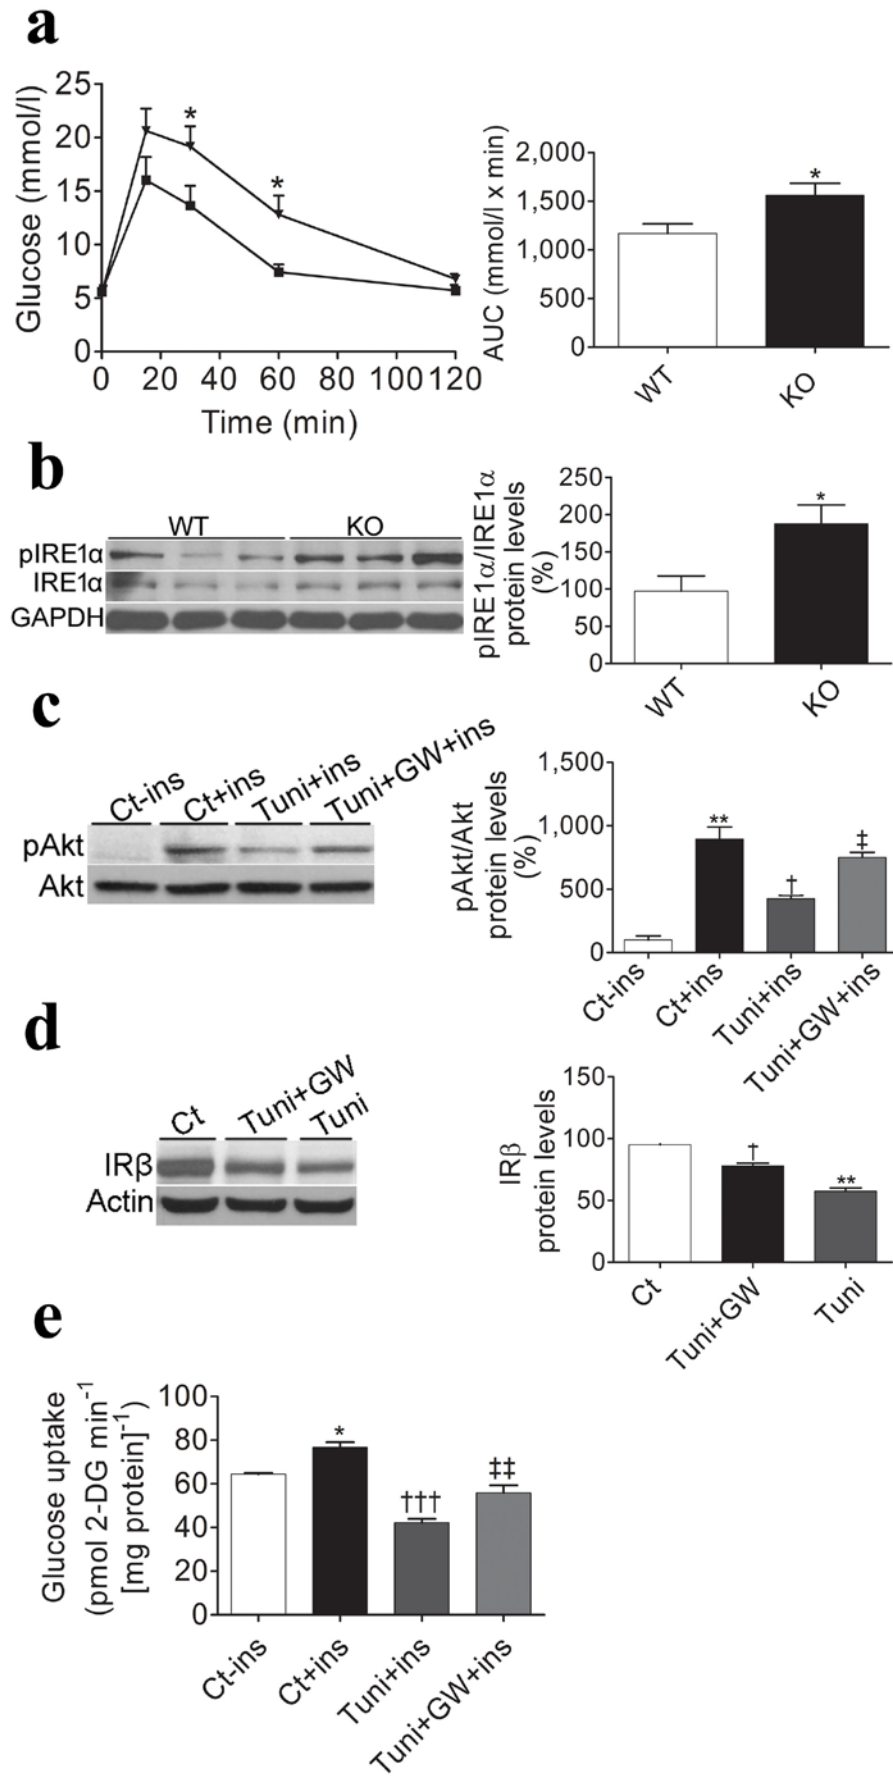 a
25
20
15
10
5
0
Glucose (mmol/l)
* *
0 20 40 60 80 100 120
Time (min)
AUC (mmol/l x min)
2,000
1,500
1,000
500
0
*
WT KO
b
WT KO
pIRE1α
IRE1α
GAPDH
pIRE1α/IRE1α
protein levels
(%)
250
200
150
100
50
0
*
WT KO
c
Ct-ins Ct+ins Tuni+ins Tuni+GW+ins
pAkt
Akt
pAkt/Akt
protein levels
(%)
1,500
1,000
500
0
** † ‡
Ct-ins Ct+ins Tuni+ins Tuni+GW+ins
d
Ct Tuni+GW Tuni
IRβ
Actin
IRβ
protein levels
150
100
50
0
† **
Ct Tuni+GW Tuni
e
Glucose uptake
(pmol 2-DG min⁻¹
[mg protein]⁻¹)
100
80
60
40
20
0
* ††† ‡‡
Ct-ins Ct+ins Tuni+ins Tuni+GW+ins